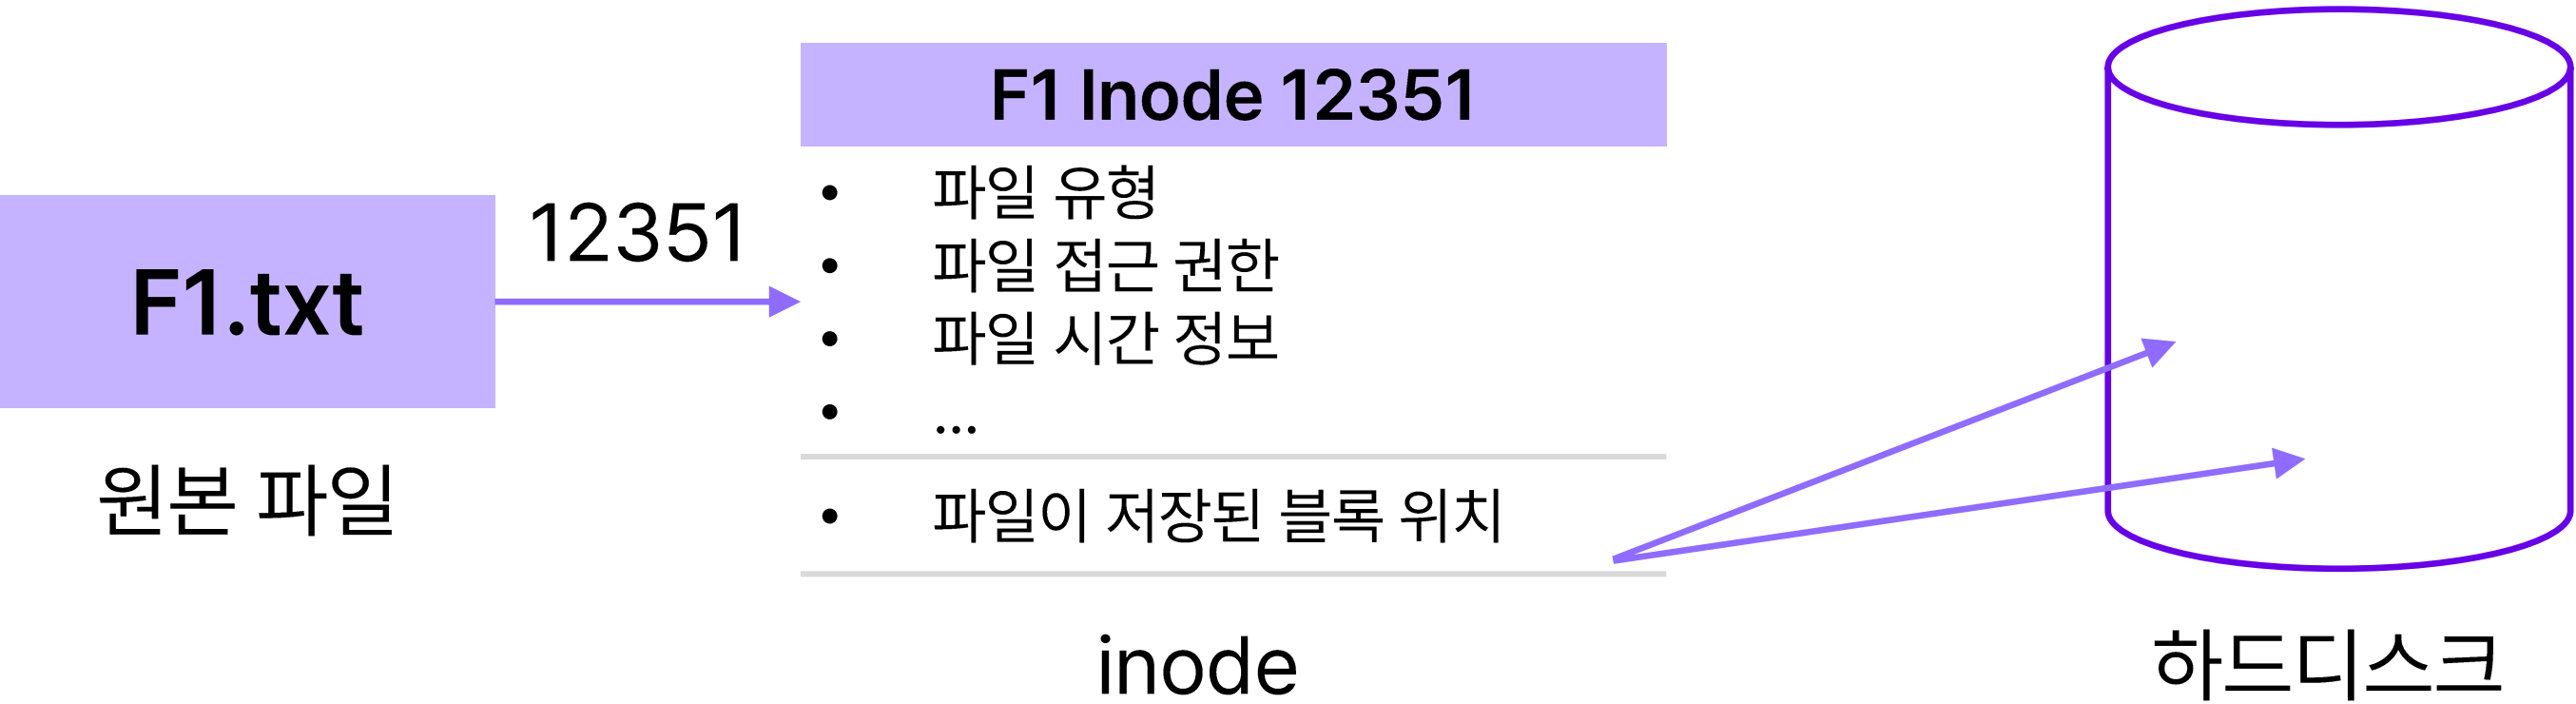 F1.txt
원본 파일
12351
F1 Inode 12351
• 파일 유형
• 파일 접근 권한
• 파일 시간 정보
• ...
• 파일이 저장된 블록 위치
inode
하드디스크